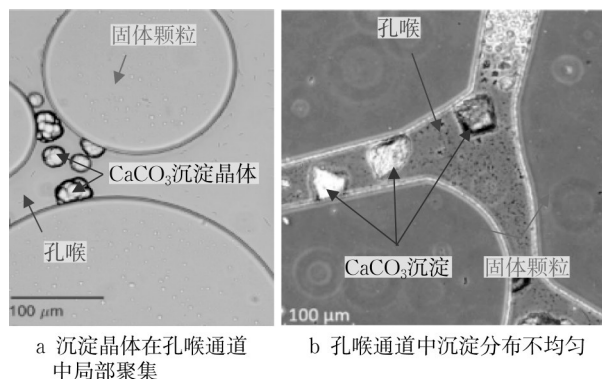 固体颗粒
CaCO₃沉淀晶体
孔喉
100 μm
a 沉淀晶体在孔喉通道
中局部聚集
孔喉
CaCO₃沉淀
固体颗粒
100 μm
b 孔喉通道中沉淀分布不均匀